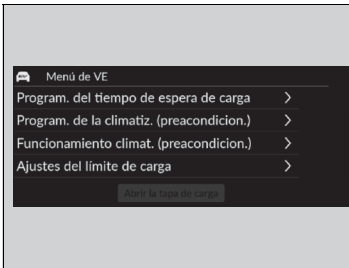 Menú de VE
Program. del tiempo de espera de carga
Program. de la climatiz. (preacondicion.)
Funcionamiento climat. (preacondicion.)
Ajustes del límite de carga
Abrir la tapa de carga